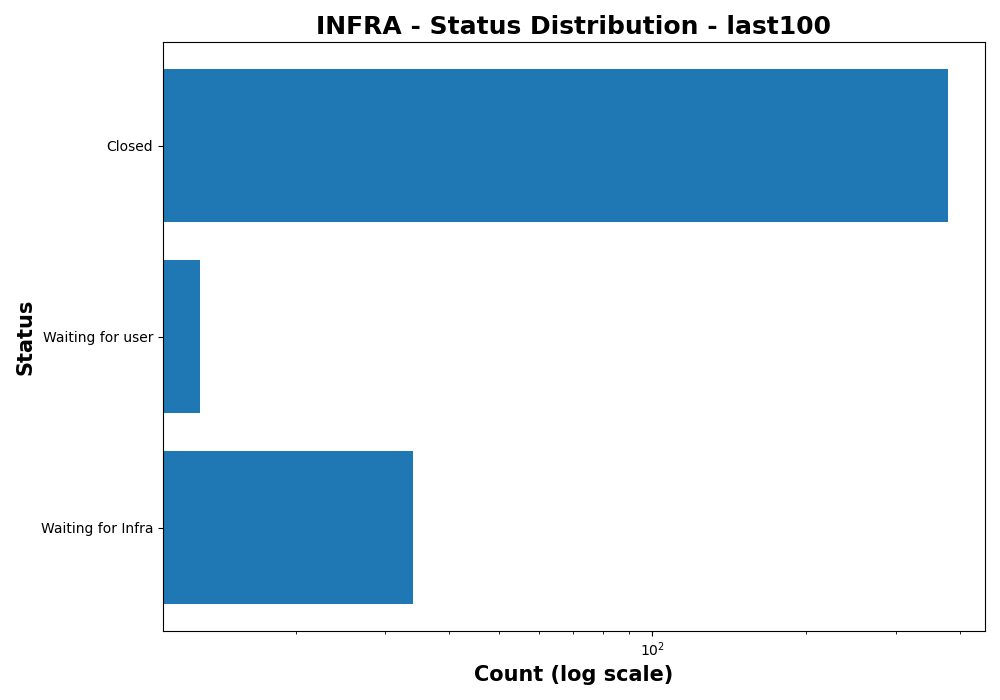 INFRA - Status Distribution - last100
Closed
Waiting for user
Waiting for Infra
Status
10²
Count (log scale)